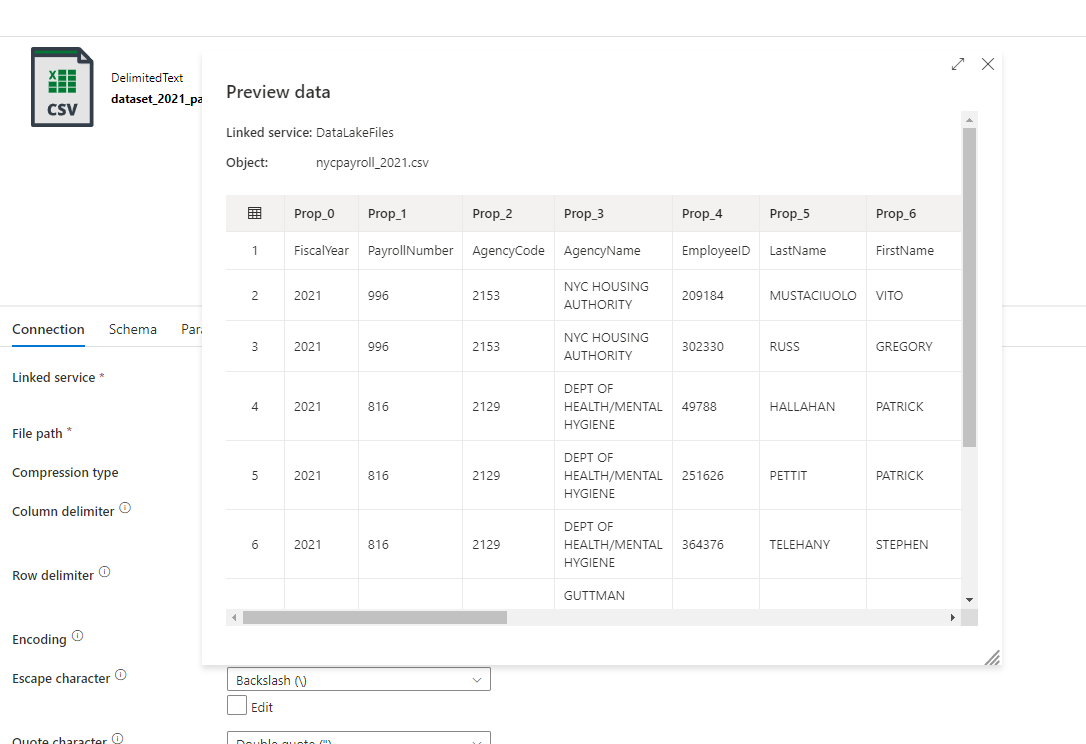 DelimitedText
dataset_2021_pa
X
CSV
Preview data
Linked service: DataLakeFiles
Object: nycpayroll_2021.csv
Prop_0 Prop_1 Prop_2 Prop_3 Prop_4 Prop_5 Prop_6
1 FiscalYear PayrollNumber AgencyCode AgencyName EmployeeID LastName FirstName
2 2021 996 2153 NYC HOUSING AUTHORITY 209184 MUSTACIUOLO VITO
3 2021 996 2153 NYC HOUSING AUTHORITY 302330 RUSS GREGORY
4 2021 816 2129 DEPT OF HEALTH/MENTAL HYGIENE 49788 HALLAHAN PATRICK
5 2021 816 2129 DEPT OF HEALTH/MENTAL HYGIENE 251626 PETTIT PATRICK
6 2021 816 2129 DEPT OF HEALTH/MENTAL HYGIENE 364376 TELEHANY STEPHEN
GUTTMAN
Connection Schema Para
Linked service *
File path *
Compression type
Column delimiter
Row delimiter
Encoding
Escape character Backslash (\)
Edit
Quote character Double quote (")